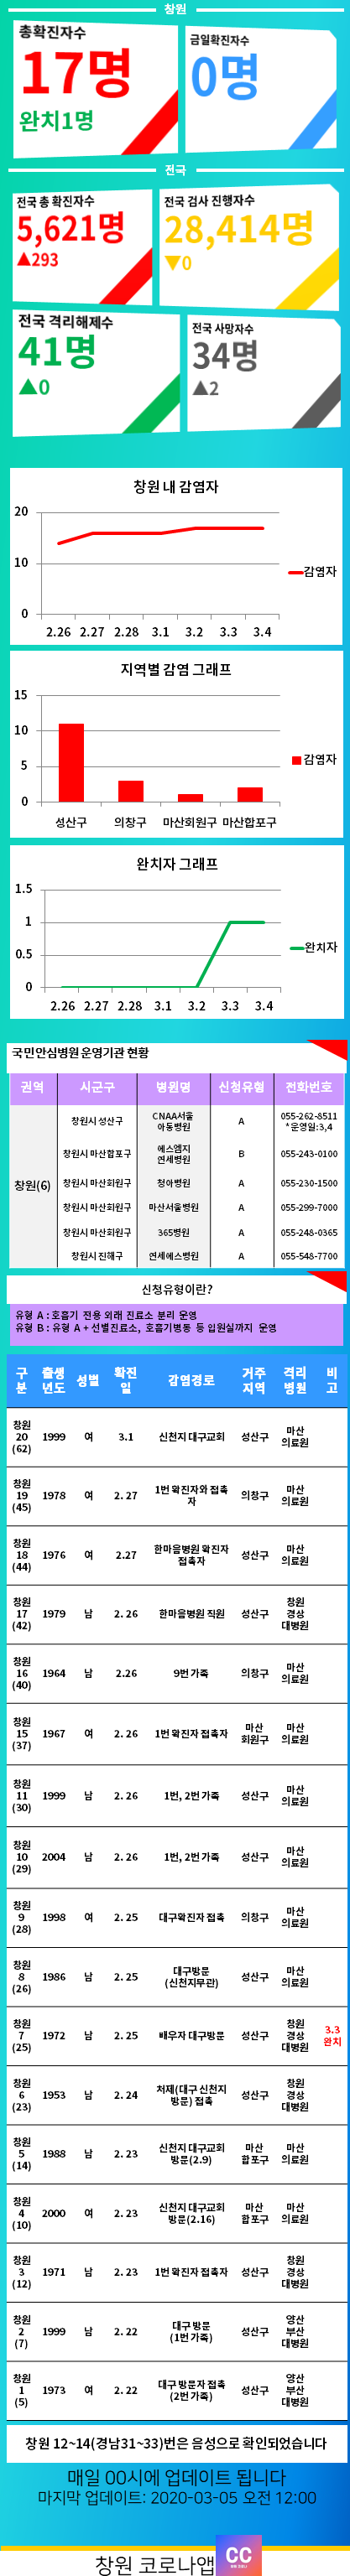 창원
총확진자수
17명
완치1명
금일확진자수
0명
전국
전국 총 확진자수
5,621명
▲293
전국 검사 진행자수
28,414명
▼0
전국 격리해제수
41명
▲0
전국 사망자수
34명
▲2
창원 내 감염자
20
10
0
2.26 2.27 2.28 3.1 3.2 3.3 3.4
감염자
지역별 감염 그래프
15
10
5
0
성산구 의창구 마산회원구 마산합포구
감염자
완치자 그래프
1.5
1
0.5
0
2.26 2.27 2.28 3.1 3.2 3.3 3.4
완치자
국민안심병원 운영기관 현황
권역 시군구 병원명 신청유형 전화번호
창원(6)
창원시 성산구 CNAA서울 아동병원 A 055-262-8511 *운영일:3,4
창원시 마산합포구 에스엠지 연세병원 B 055-243-0100
창원시 마산회원구 청아병원 A 055-230-1500
창원시 마산회원구 마산서울병원 A 055-299-7000
창원시 마산회원구 365병원 A 055-248-0365
창원시 진해구 연세에스병원 A 055-548-7700
신청유형이란?
유형 A : 호흡기 전용 외래 진료소 분리 운영
유형 B : 유형 A + 선별진료소, 호흡기병동 등 입원실까지 운영
구분 출생년도 성별 확진일 감염경로 거주지역 격리병원 비고
창원 20 (62) 1999 여 3.1 신천지 대구교회 성산구 마산 의료원
창원 19 (45) 1978 여 2. 27 1번 확진자와 접촉자 의창구 마산 의료원
창원 18 (44) 1976 여 2.27 한마음병원 확진자 접촉자 성산구 마산 의료원
창원 17 (42) 1979 남 2. 26 한마음병원 직원 성산구 창원 경상 대병원
창원 16 (40) 1964 남 2.26 9번 가족 의창구 마산 의료원
창원 15 (37) 1967 여 2. 26 1번 확진자 접촉자 마산 회원구 마산 의료원
창원 11 (30) 1999 남 2. 26 1번, 2번 가족 성산구 마산 의료원
창원 10 (29) 2004 남 2. 26 1번, 2번 가족 성산구 마산 의료원
창원 9 (28) 1998 여 2. 25 대구확진자 접촉 의창구 마산 의료원
창원 8 (26) 1986 남 2. 25 대구방문 (신천지무관) 성산구 마산 의료원
창원 7 (25) 1972 남 2. 25 배우자 대구방문 성산구 창원 경상 대병원 3.3 완치
창원 6 (23) 1953 남 2. 24 처제(대구 신천지 방문) 접촉 성산구 창원 경상 대병원
창원 5 (14) 1988 남 2. 23 신천지 대구교회 방문(2.9) 마산 합포구 마산 의료원
창원 4 (10) 2000 여 2. 23 신천지 대구교회 방문(2.16) 마산 합포구 마산 의료원
창원 3 (12) 1971 남 2. 23 1번 확진자 접촉자 성산구 창원 경상 대병원
창원 2 (7) 1999 남 2. 22 대구 방문 (1번 가족) 성산구 양산 부산 대병원
창원 1 (5) 1973 여 2. 22 대구 방문자 접촉 (2번 가족) 성산구 양산 부산 대병원
창원 12~14(경남31~33)번은 음성으로 확인되었습니다
매일 00시에 업데이트 됩니다
마지막 업데이트: 2020-03-05 오전 12:00
창원 코로나앱
CC